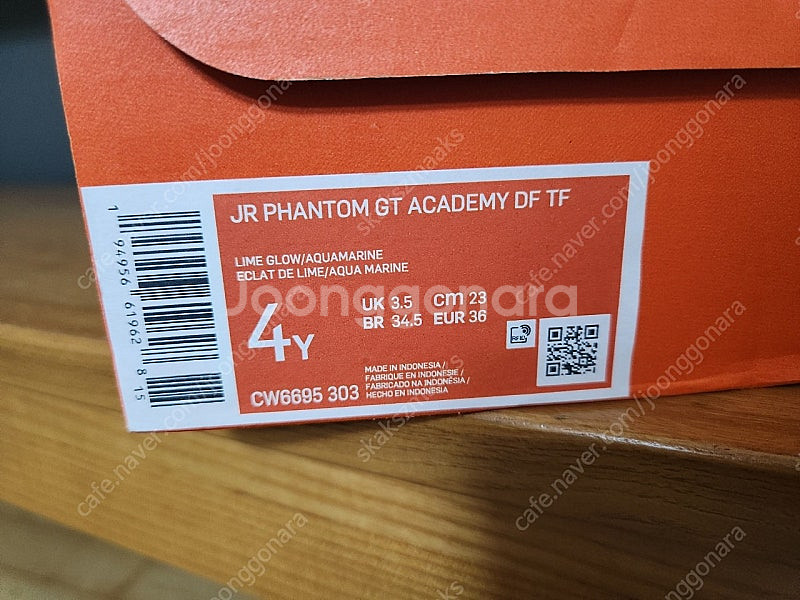 JR PHANTOM GT ACADEMY DF TF
LIME GLOW/AQUAMARINE
ECLAT DE LIME/AQUA MARINE
4Y
UK 3.5 cm 23
BR 34.5 EUR 36
CW6695 303
MADE IN INDONESIA /
FABRIQUE EN INDONESIE /
FABRICADO NA INDONÉSIA /
HECHO EN INDONESIA
RFID
1 94956 61962 8 15
Joonggonara
cafe.naver.com/joonggonara